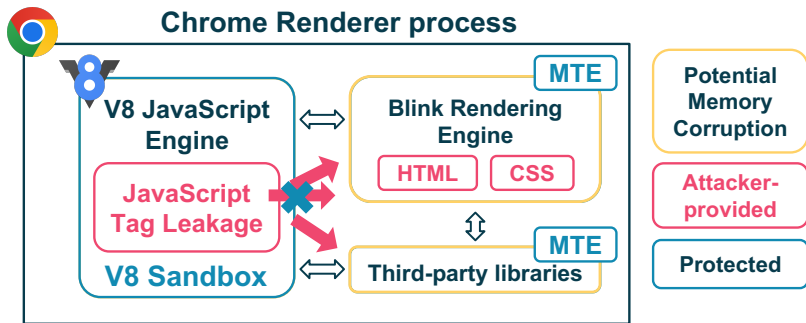 Chrome Renderer process
8
V8 JavaScript
Engine
JavaScript
Tag Leakage
V8 Sandbox
MTE
Blink Rendering
Engine
HTML
CSS
MTE
Third-party libraries
Potential
Memory
Corruption
Attacker-
provided
Protected